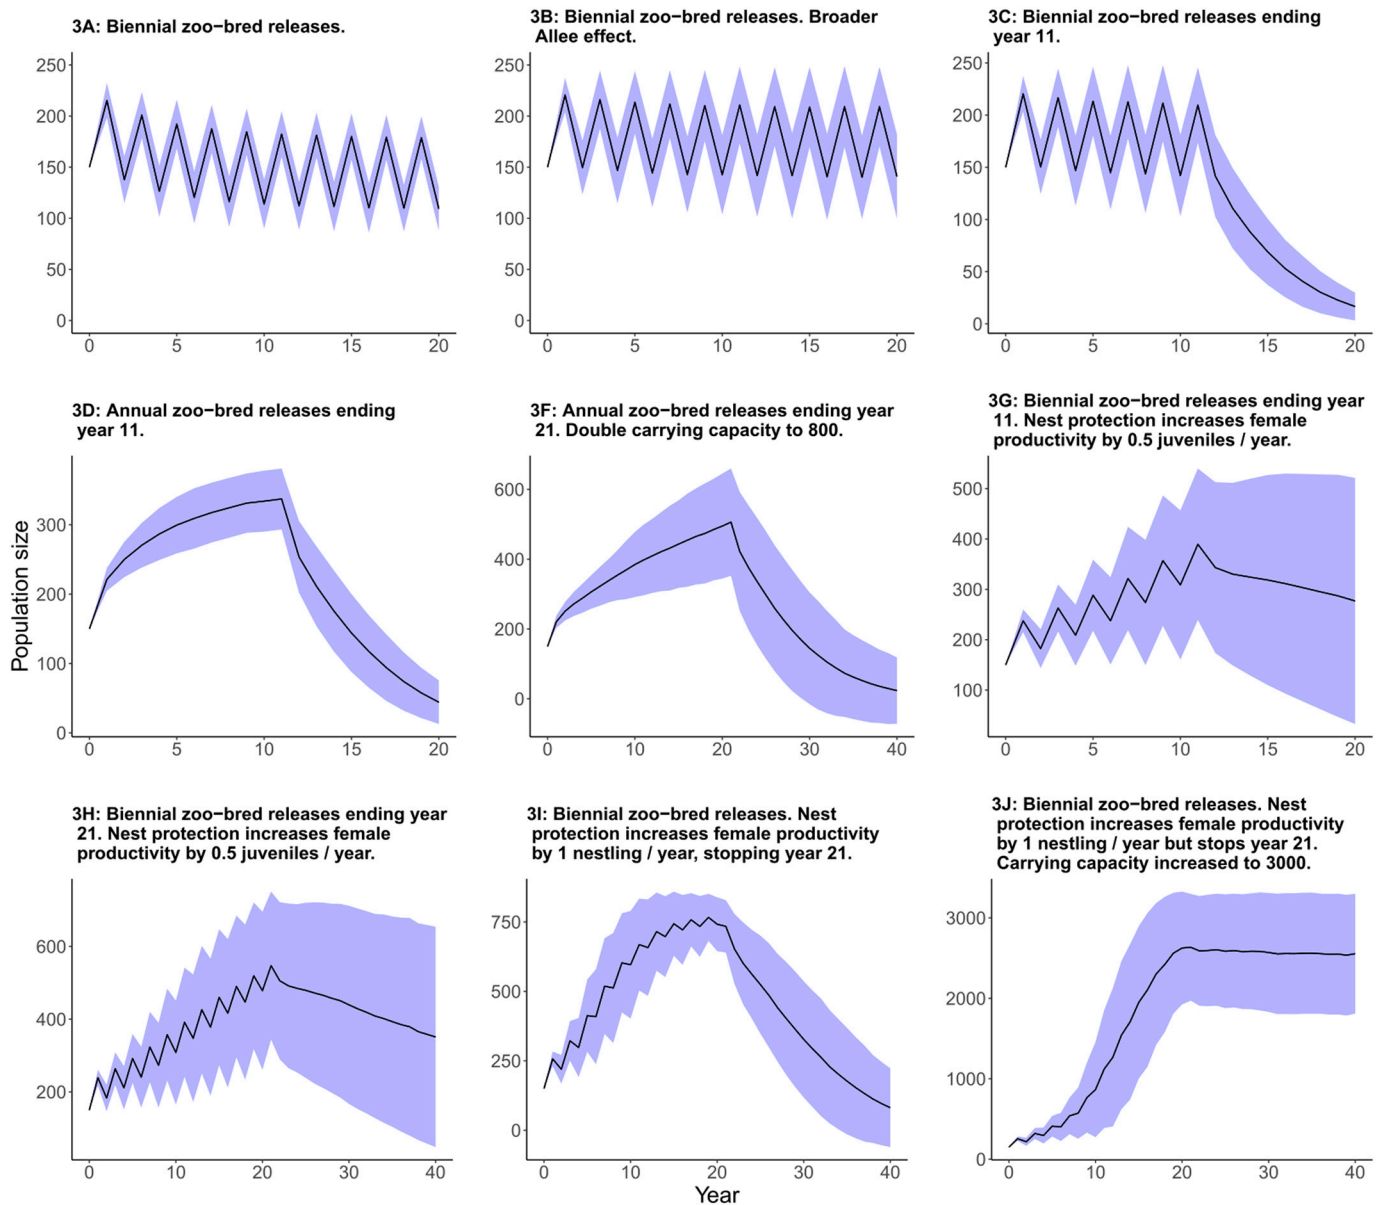 3A: Biennial zoo−bred releases.
250
200
150
100
50
0
0 5 10 15 20
3B: Biennial zoo−bred releases. Broader
Allee effect.
250
200
150
100
50
0
0 5 10 15 20
3C: Biennial zoo−bred releases ending
year 11.
250
200
150
100
50
0
0 5 10 15 20
Population size
3D: Annual zoo−bred releases ending
year 11.
300
200
100
0
0 5 10 15 20
3F: Annual zoo−bred releases ending year
21. Double carrying capacity to 800.
600
400
200
0
0 10 20 30 40
3G: Biennial zoo−bred releases ending year
11. Nest protection increases female
productivity by 0.5 juveniles / year.
500
400
300
200
100
0 5 10 15 20
3H: Biennial zoo−bred releases ending year
21. Nest protection increases female
productivity by 0.5 juveniles / year.
600
400
200
0 10 20 30 40
3I: Biennial zoo−bred releases. Nest
protection increases female productivity
by 1 nestling / year, stopping year 21.
750
500
250
0
0 10 20 30 40
3J: Biennial zoo−bred releases. Nest
protection increases female productivity
by 1 nestling / year but stops year 21.
Carrying capacity increased to 3000.
3000
2000
1000
0
0 10 20 30 40
Year